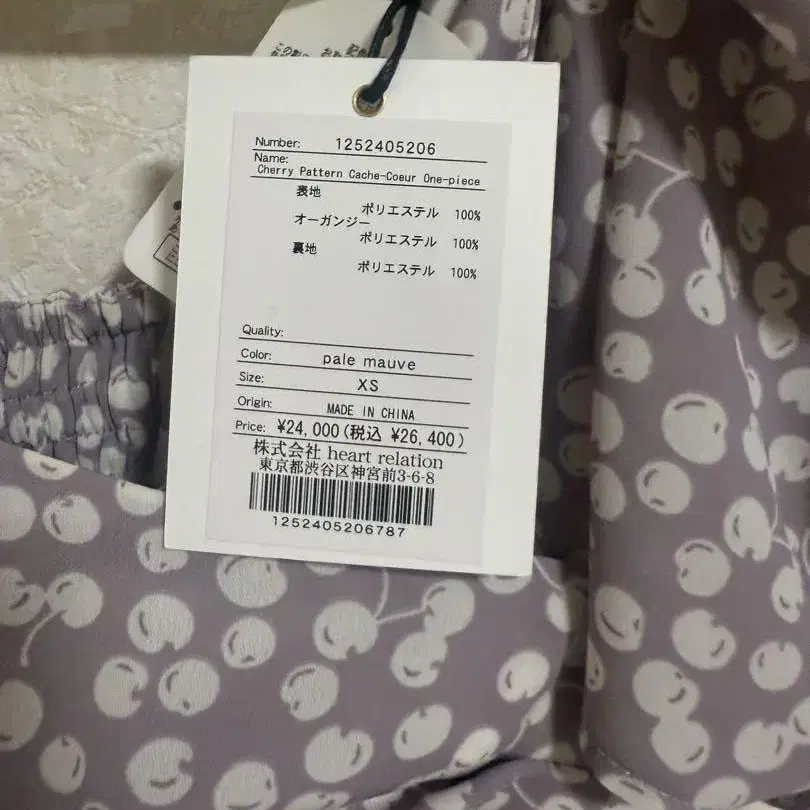 Number: 1252405206
Name:
Cherry Pattern Cache-Coeur One-piece
表地
ポリエステル 100%
オーガンジー
ポリエステル 100%
裏地
ポリエステル 100%
Quality:
Color: pale mauve
Size: XS
Origin: MADE IN CHINA
Price: ¥24,000(税込 ¥26,400)
株式会社 heart relation
東京都渋谷区神宮前3-6-8
1252405206787